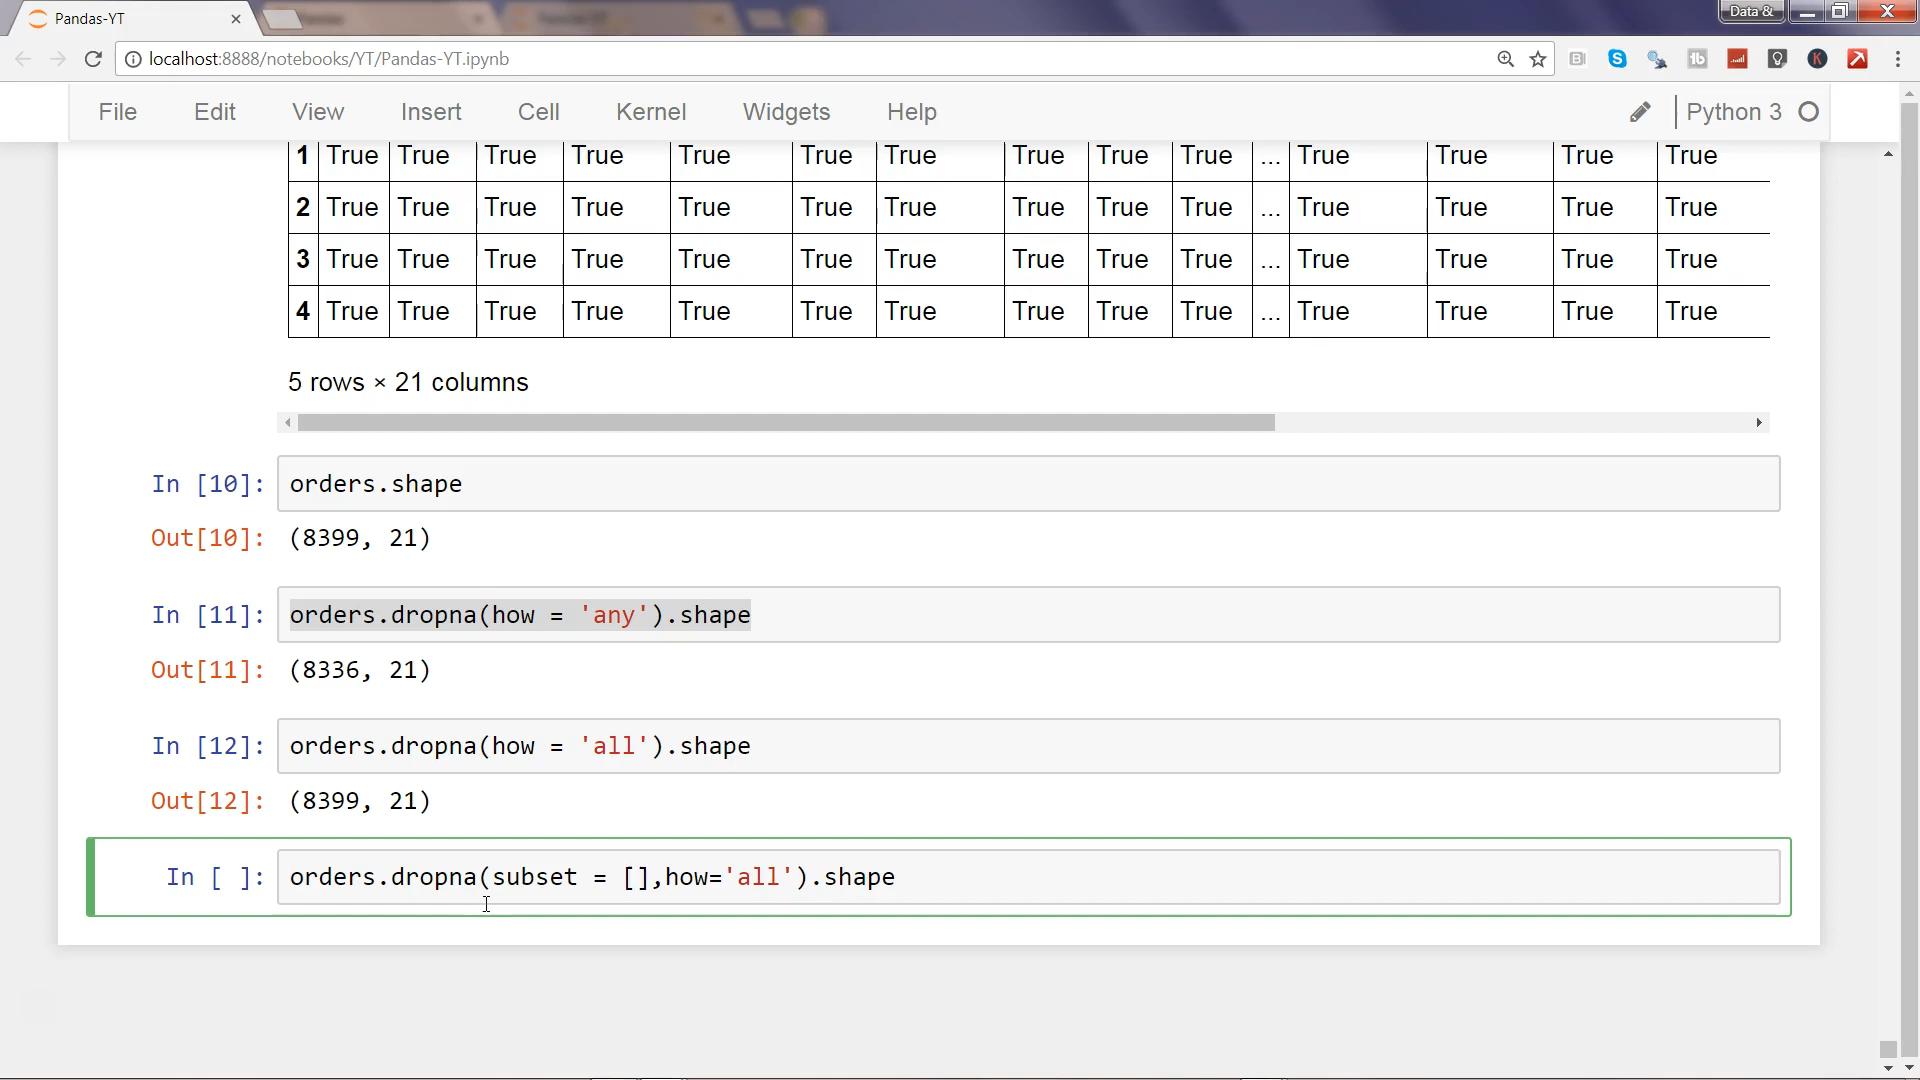 Pandas-YT
Data &
localhost:8888/notebooks/YT/Pandas-YT.ipynb
File Edit View Insert Cell Kernel Widgets Help Python 3
1 True True True True True True True True True True ... True True True True
2 True True True True True True True True True True ... True True True True
3 True True True True True True True True True True ... True True True True
4 True True True True True True True True True True ... True True True True
5 rows × 21 columns
In [10]: orders.shape
Out[10]: (8399, 21)
In [11]: orders.dropna(how = 'any').shape
Out[11]: (8336, 21)
In [12]: orders.dropna(how = 'all').shape
Out[12]: (8399, 21)
In [ ]: orders.dropna(subset = [],how='all').shape